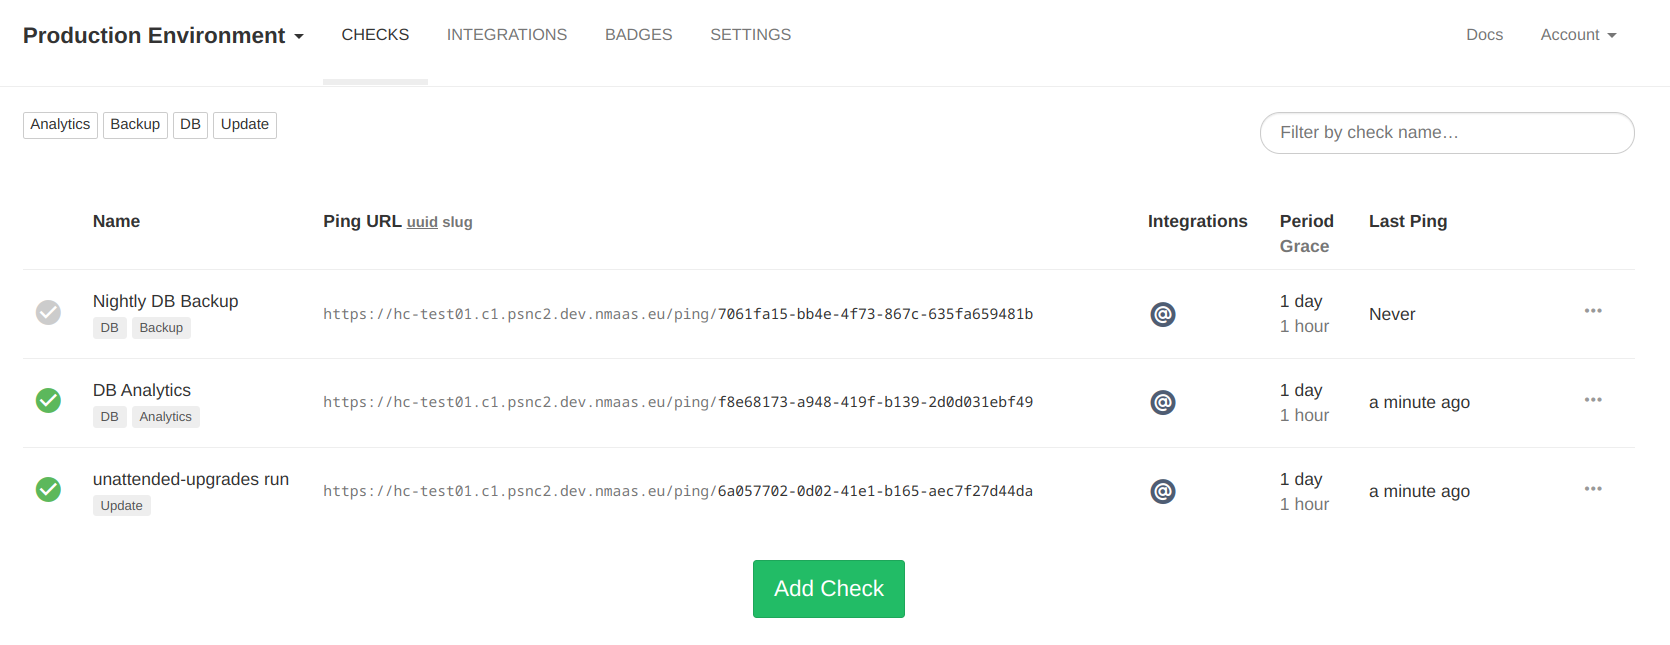 Production Environment CHECKS INTEGRATIONS BADGES SETTINGS Docs Account
Analytics Backup DB Update
Filter by check name…
Name Ping URL uuid slug Integrations Period Last Ping
Grace
Nightly DB Backup
DB Backup
https://hc-test01.c1.psnc2.dev.nmaas.eu/ping/7061fa15-bb4e-4f73-867c-635fa659481b @
1 day
1 hour
Never
DB Analytics
DB Analytics
https://hc-test01.c1.psnc2.dev.nmaas.eu/ping/f8e68173-a948-419f-b139-2d0d031ebf49 @
1 day
1 hour
a minute ago
unattended-upgrades run
Update
https://hc-test01.c1.psnc2.dev.nmaas.eu/ping/6a057702-0d02-41e1-b165-aec7f27d44da @
1 day
1 hour
a minute ago
Add Check